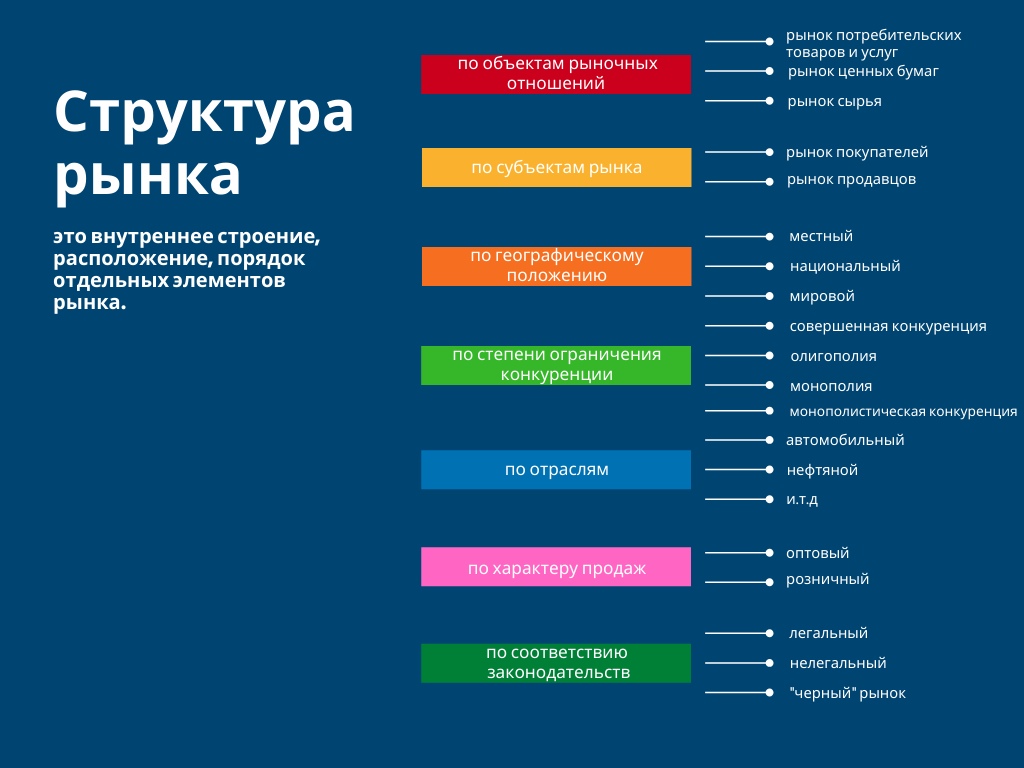 Структура
рынка
это внутреннее строение,
расположение, порядок
отдельных элементов
рынка.
по объектам рыночных
отношений
рынок потребительских
товаров и услуг
рынок ценных бумаг
рынок сырья
по субъектам рынка
рынок покупателей
рынок продавцов
по географическому
положению
местный
национальный
мировой
по степени ограничения
конкуренции
совершенная конкуренция
олигополия
монополия
монополистическая конкуренция
по отраслям
автомобильный
нефтяной
и.т.д
по характеру продаж
оптовый
розничный
по соответствию
законодательств
легальный
нелегальный
"черный" рынок